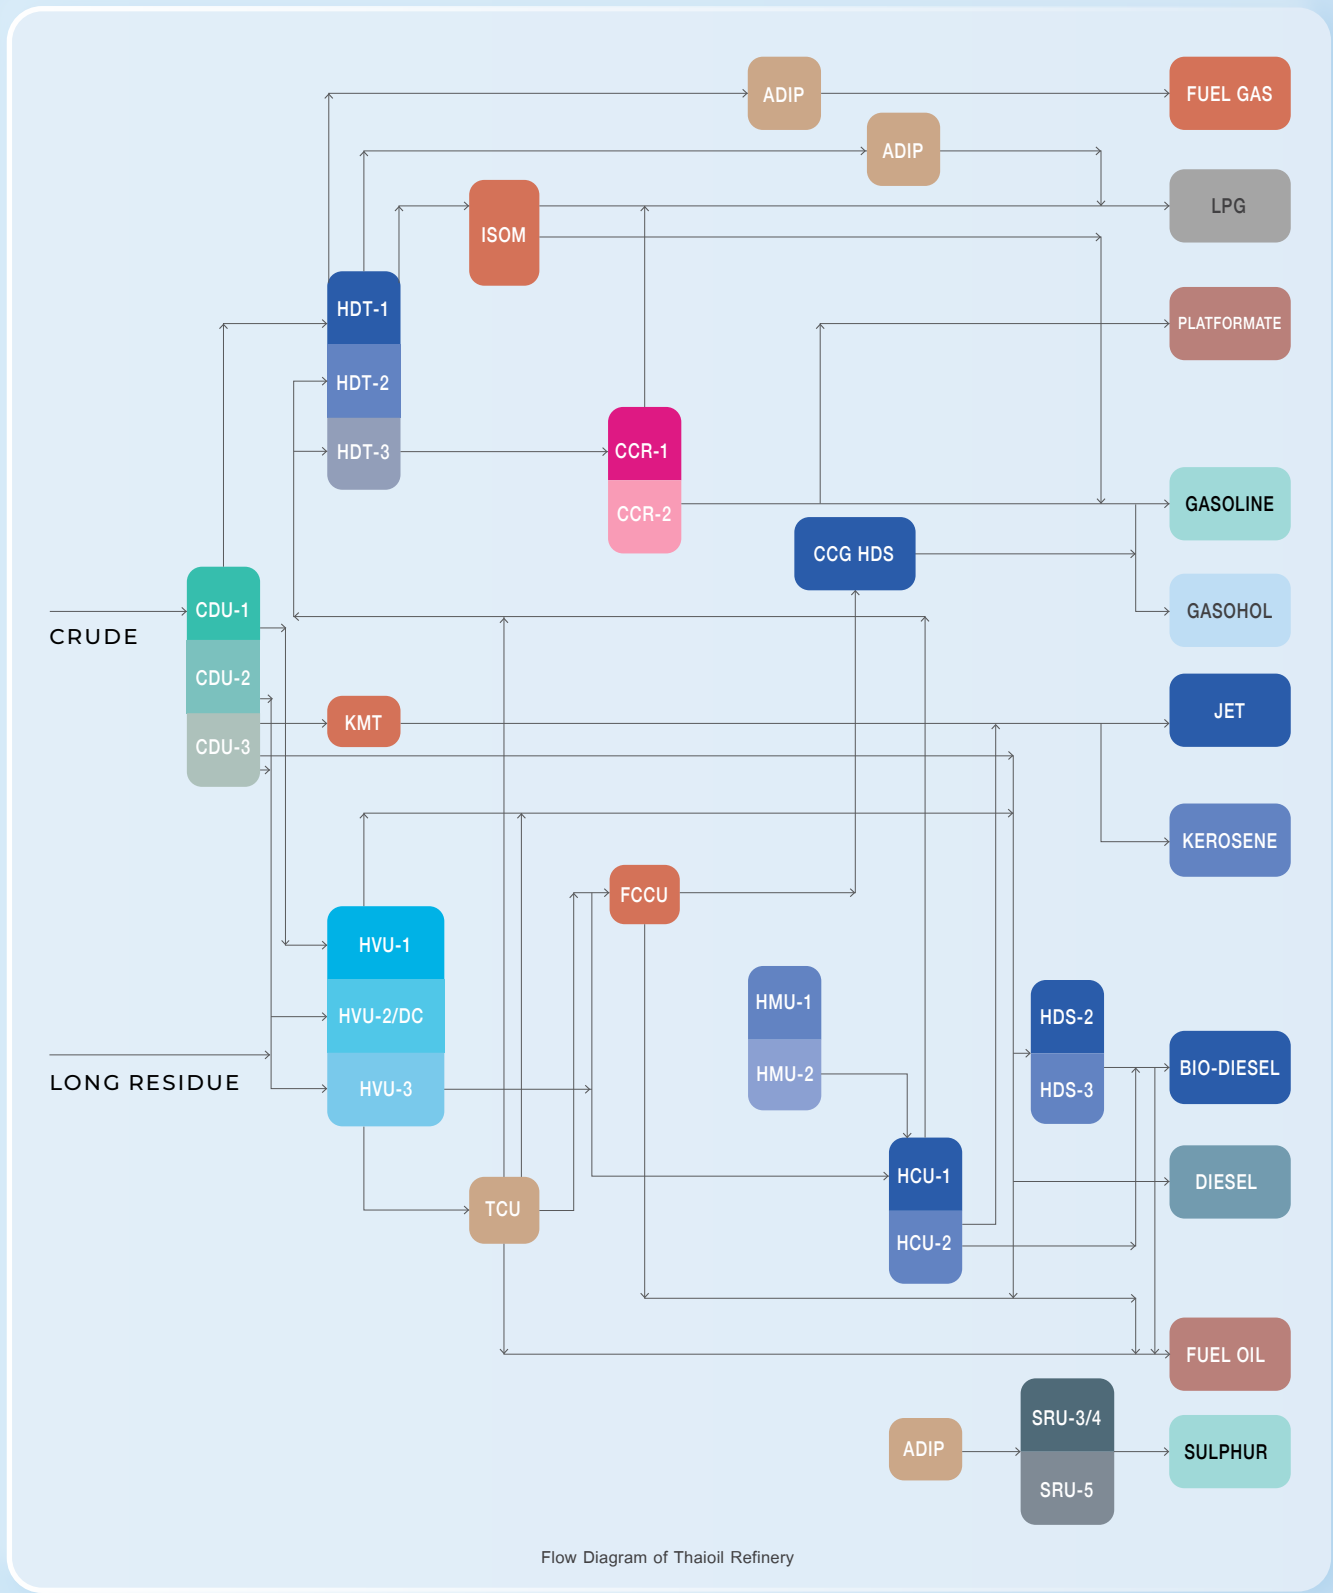 ADIP
FUEL GAS
ADIP
LPG
ISOM
HDT-1
PLATFORMATE
HDT-2
HDT-3
CCR-1
CCR-2
GASOLINE
CCG HDS
CDU-1
GASOHOL
CRUDE
CDU-2
KMT
JET
CDU-3
KEROSENE
FCCU
HVU-1
HMU-1
HVU-2/DC
HDS-2
LONG RESIDUE
HVU-3
HMU-2
HDS-3
BIO-DIESEL
HCU-1
DIESEL
TCU
HCU-2
FUEL OIL
SRU-3/4
ADIP
SULPHUR
SRU-5
Flow Diagram of Thaioil Refinery